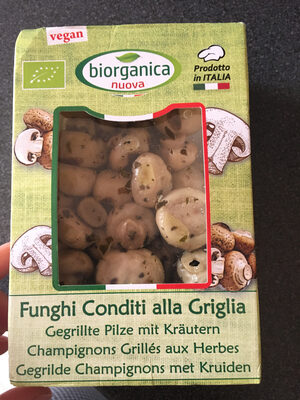 vegan
biorganica
nuova
Prodotto
in ITALIA
Funghi Conditi alla Griglia
Gegrillte Pilze mit Kräutern
Champignons Grillés aux Herbes
Gegrilde Champignons met Kruiden